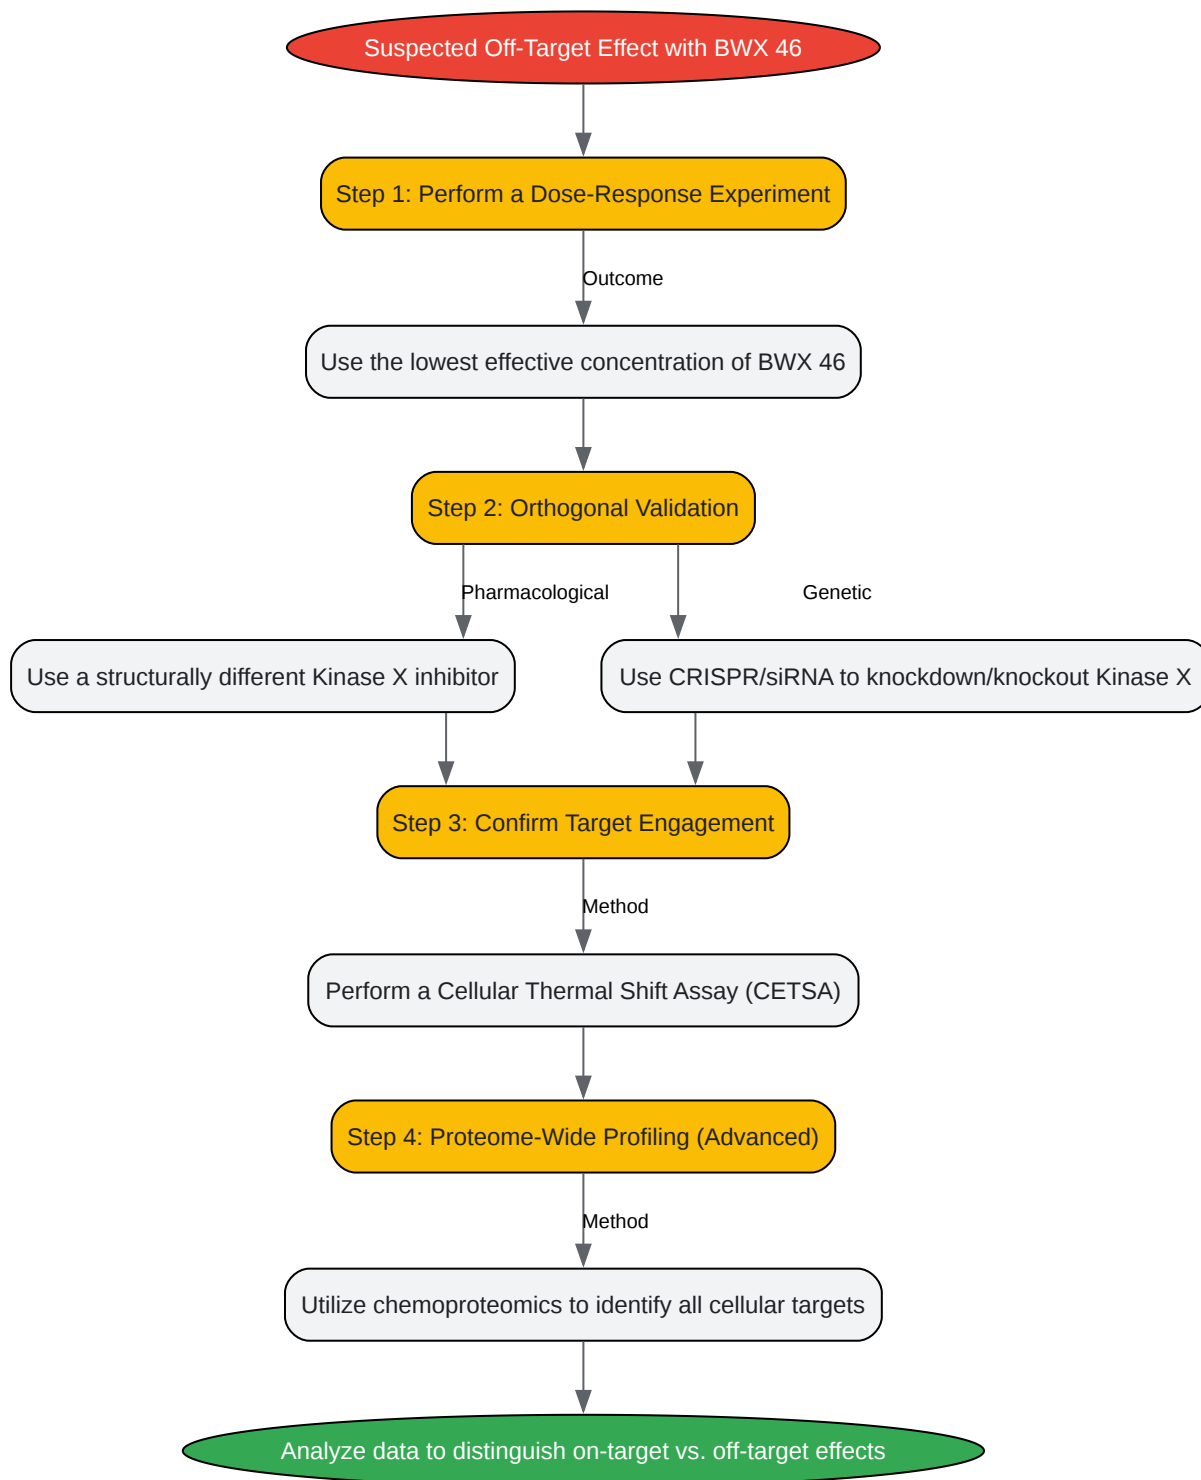 Suspected Off-Target Effect with BWX 46
Step 1: Perform a Dose-Response Experiment
Outcome
Use the lowest effective concentration of BWX 46
Step 2: Orthogonal Validation
Pharmacological
Genetic
Use a structurally different Kinase X inhibitor
Use CRISPR/siRNA to knockdown/knockout Kinase X
Step 3: Confirm Target Engagement
Method
Perform a Cellular Thermal Shift Assay (CETSA)
Step 4: Proteome-Wide Profiling (Advanced)
Method
Utilize chemoproteomics to identify all cellular targets
Analyze data to distinguish on-target vs. off-target effects